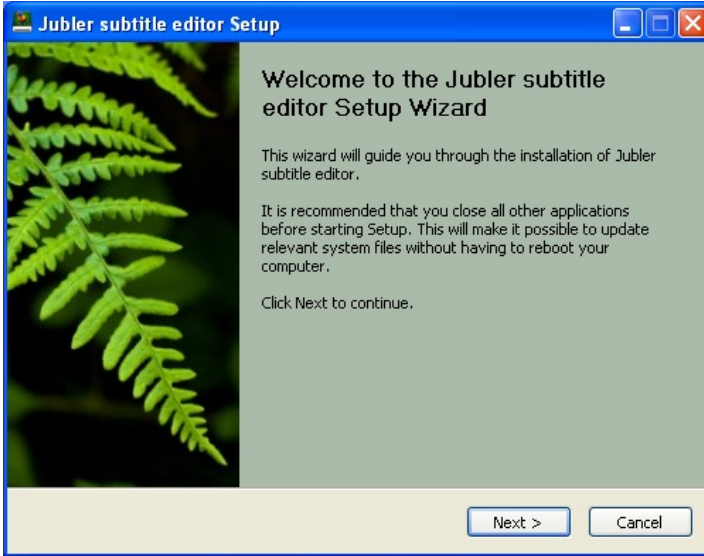 Jubler subtitle editor Setup
Welcome to the Jubler subtitle
editor Setup Wizard
This wizard will guide you through the installation of Jubler
subtitle editor.
It is recommended that you close all other applications
before starting Setup. This will make it possible to update
relevant system files without having to reboot your
computer.
Click Next to continue.
Next >
Cancel